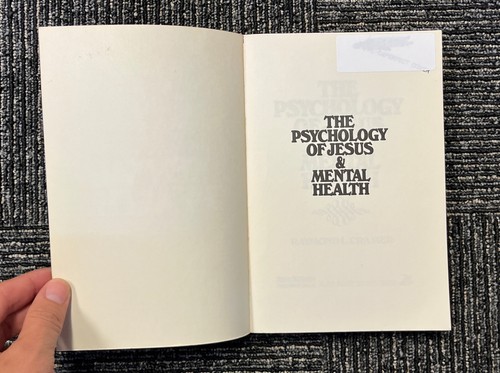 THE
PSYCHOLOGY
OF JESUS
&
MENTAL
HEALTH